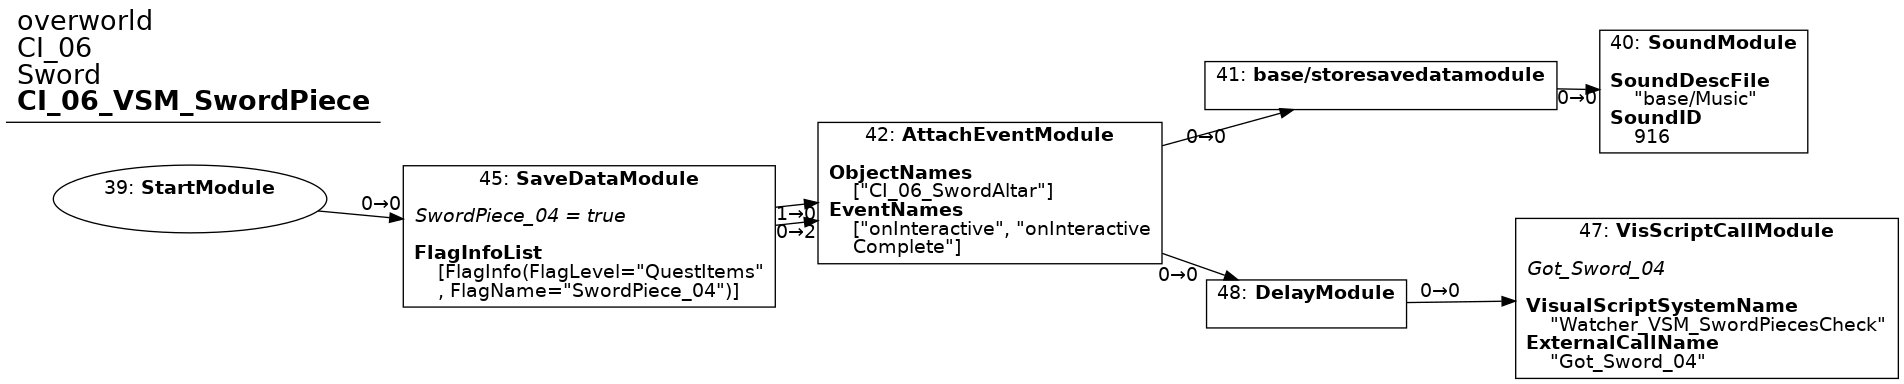 overworld
CI_06
Sword
CI_06_VSM_SwordPiece
39: StartModule
0→0
45: SaveDataModule
SwordPiece_04 = true
FlagInfoList
[FlagInfo(FlagLevel="QuestItems"
, FlagName="SwordPiece_04")]
1→0
0→2
42: AttachEventModule
ObjectNames
["CI_06_SwordAltar"]
EventNames
["onInteractive", "onInteractive
Complete"]
0→0
41: base/storesavedatamodule
0→0
40: SoundModule
SoundDescFile
"base/Music"
SoundID
916
0→0
48: DelayModule
0→0
47: VisScriptCallModule
Got_Sword_04
VisualScriptSystemName
"Watcher_VSM_SwordPiecesCheck"
ExternalCallName
"Got_Sword_04"